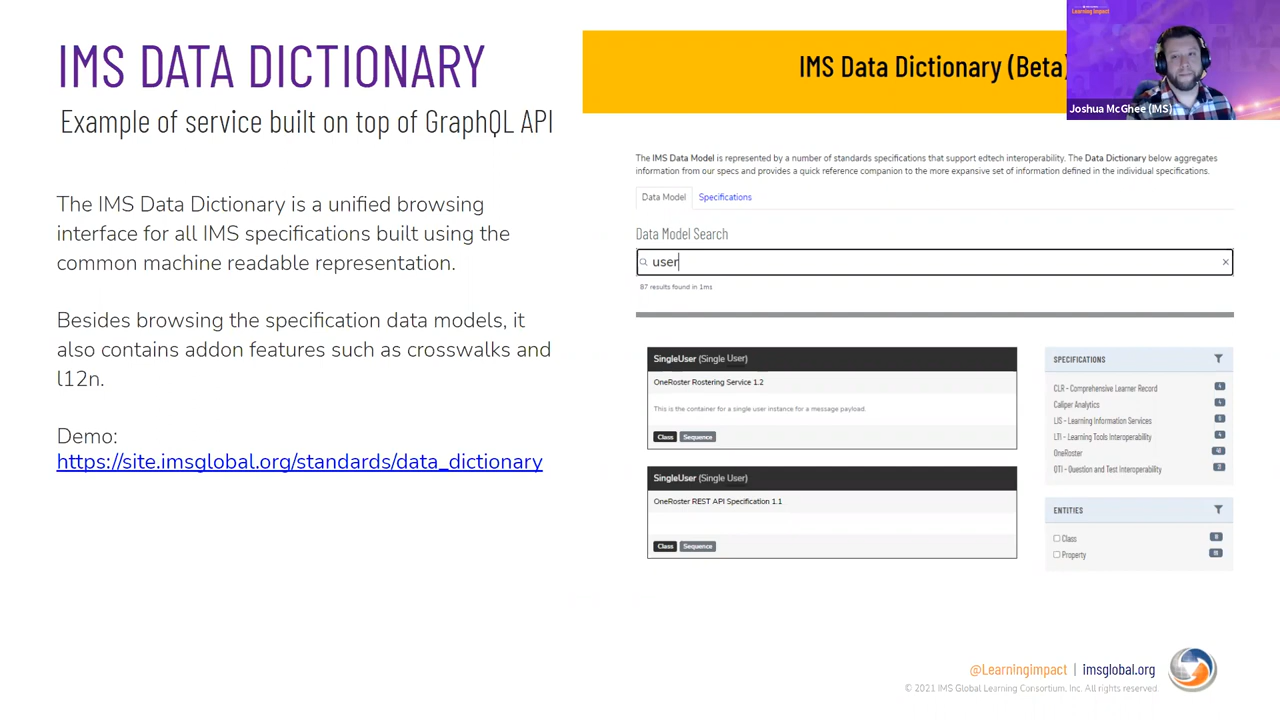 IMS DATA DICTIONARY
Example of service built on top of GraphQL API
The IMS Data Dictionary is a unified browsing
interface for all IMS specifications built using the
common machine readable representation.
Besides browsing the specification data models, it
also contains addon features such as crosswalks and
l12n.
Demo:
https://site.imsglobal.org/standards/data_dictionary
IMS Data Dictionary (Beta)
Learning Impact
Joshua McGhee (IMS)
The IMS Data Model is represented by a number of standards specifications that support edtech interoperability. The Data Dictionary below aggregates
information from our specs and provides a quick reference companion to the more expansive set of information defined in the individual specifications.
Data Model Specifications
Data Model Search
user
87 results found in 1ms
SingleUser (Single User)
OneRoster Rostering Service 1.2
This is the container for a single user instance for a message payload.
Class Sequence
SingleUser (Single User)
OneRoster REST API Specification 1.1
Class Sequence
SPECIFICATIONS
CLR - Comprehensive Learner Record 4
Caliper Analytics 4
LIS - Learning Information Services
LTI - Learning Tools Interoperability 4
OneRoster
QTI - Question and Test Interoperability
ENTITIES
Class
Property
@Learningimpact | imsglobal.org
© 2021 IMS Global Learning Consortium, Inc. All rights reserved.